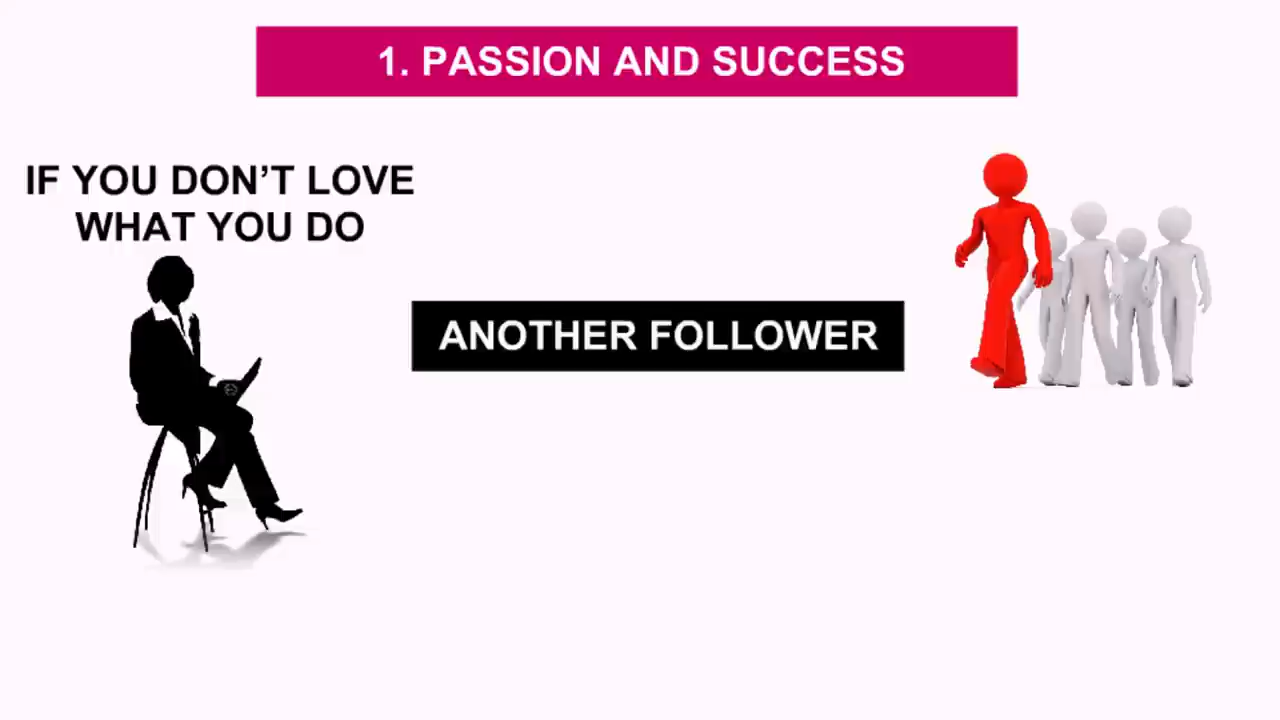 1. PASSION AND SUCCESS
IF YOU DON’T LOVE
WHAT YOU DO
ANOTHER FOLLOWER